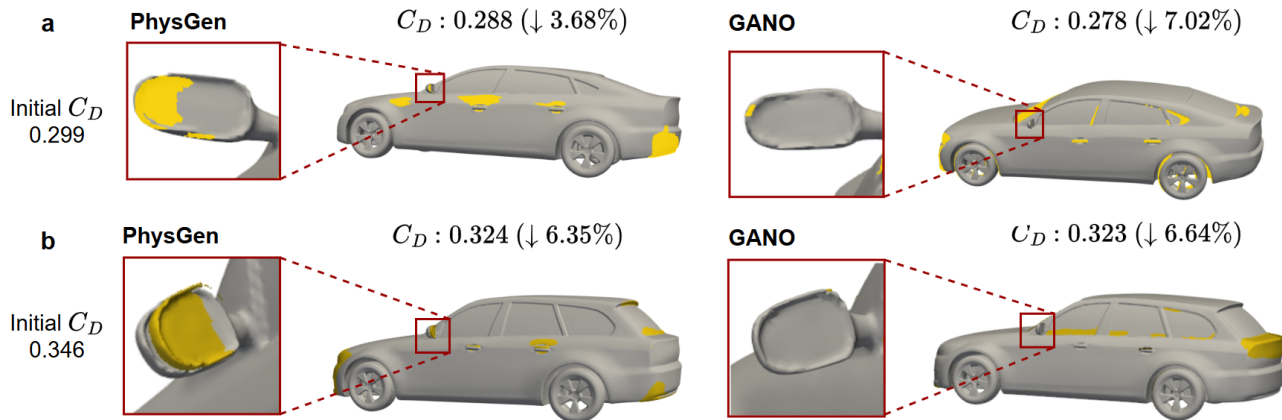 a
PhysGen
C_D : 0.288 (↓ 3.68%)
GANO
C_D : 0.278 (↓ 7.02%)
Initial C_D
0.299
b
PhysGen
C_D : 0.324 (↓ 6.35%)
GANO
C_D : 0.323 (↓ 6.64%)
Initial C_D
0.346